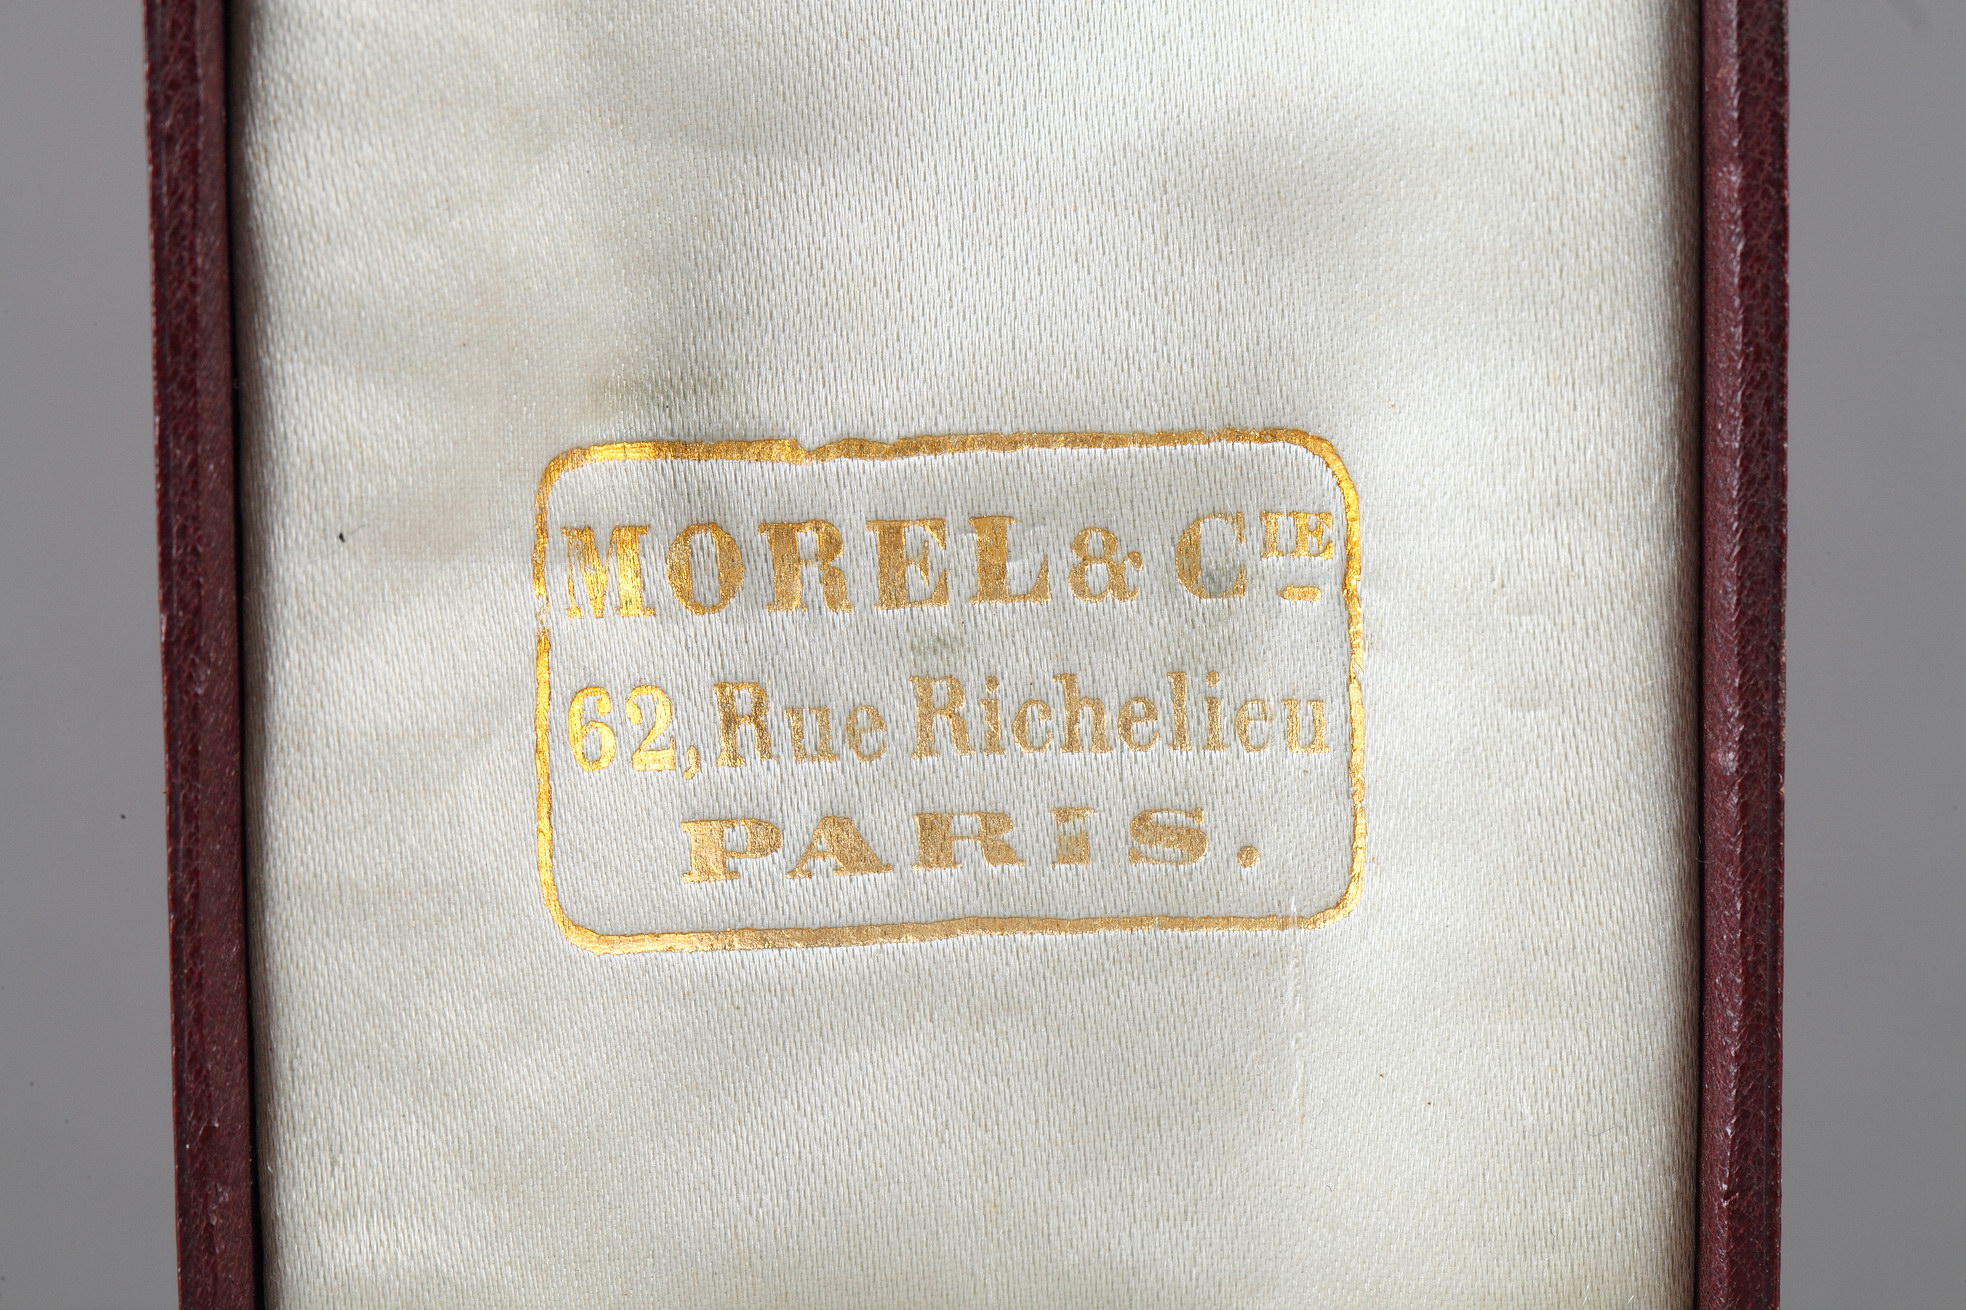 MOREL & CIE
62, Rue Richelieu
PARIS.